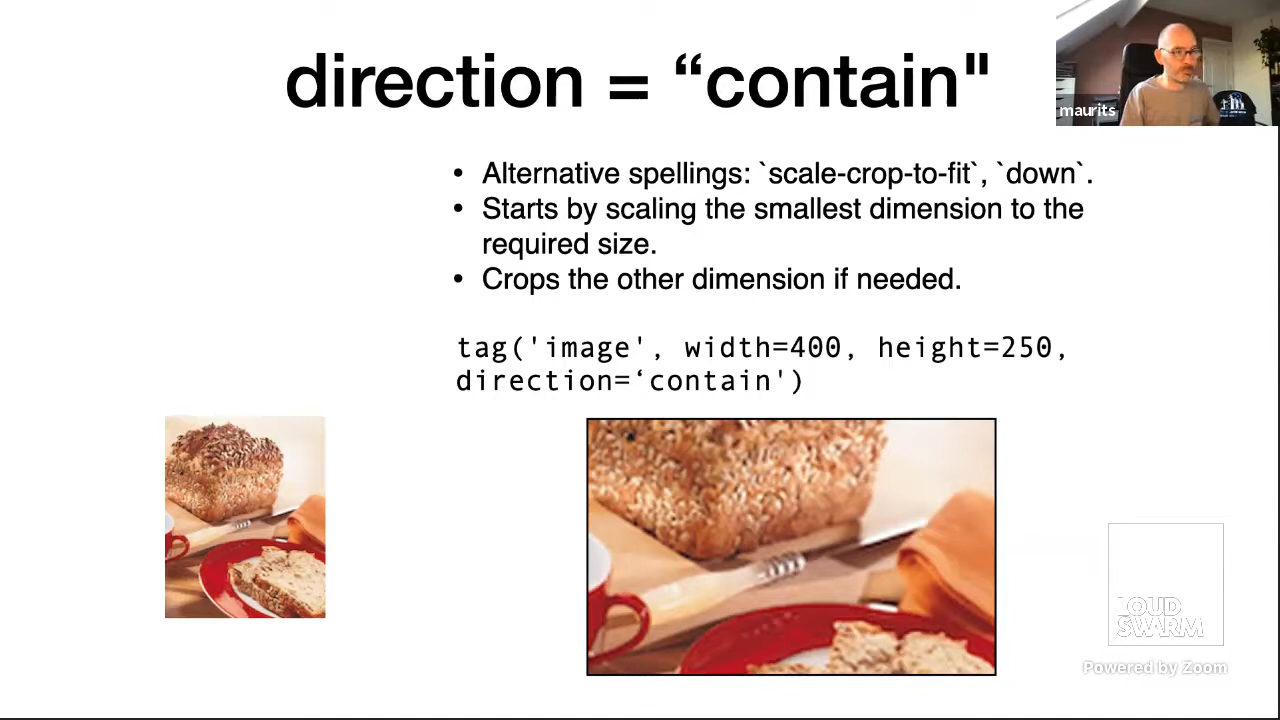 direction = “contain"
maurits
• Alternative spellings: `scale-crop-to-fit`, `down`.
• Starts by scaling the smallest dimension to the
required size.
• Crops the other dimension if needed.
tag('image', width=400, height=250,
direction=‘contain')
LOUD
SWARM
Powered by Zoom